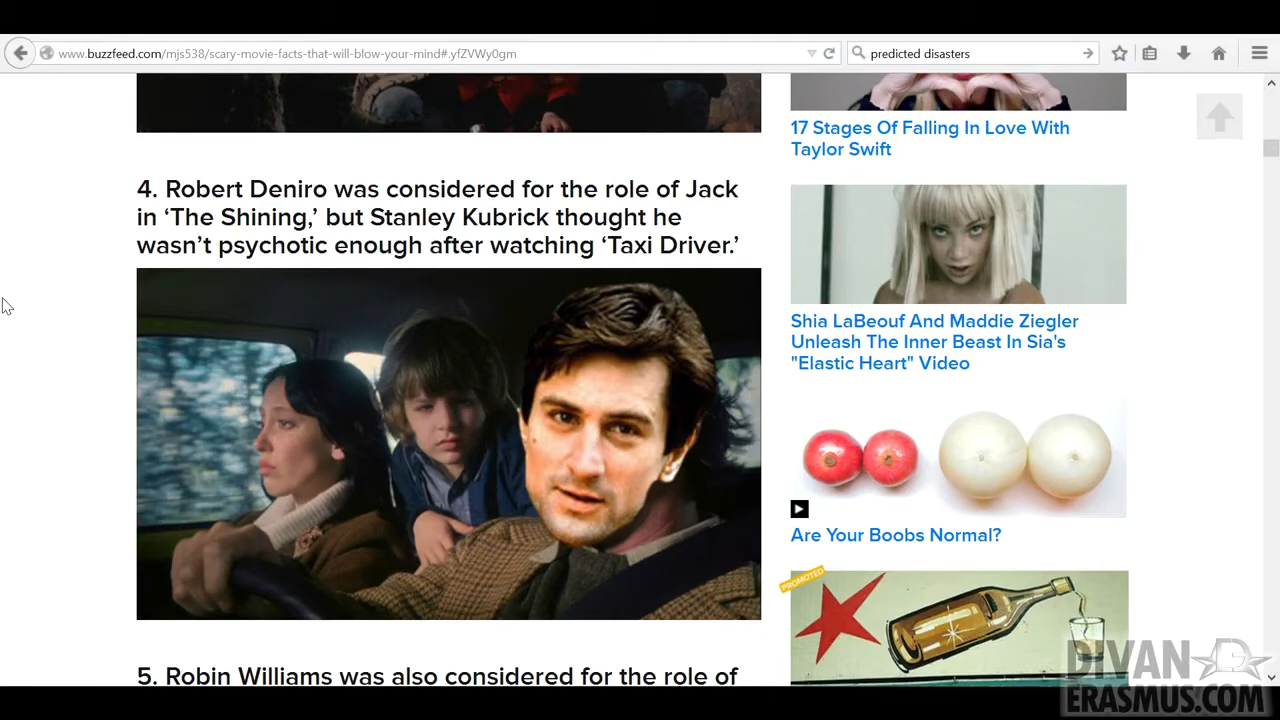 www.buzzfeed.com/mjs538/scary-movie-facts-that-will-blow-your-mind#.yfZVWy0gm
predicted disasters
17 Stages Of Falling In Love With
Taylor Swift
4. Robert Deniro was considered for the role of Jack
in ‘The Shining,’ but Stanley Kubrick thought he
wasn’t psychotic enough after watching ‘Taxi Driver.’
Shia LaBeouf And Maddie Ziegler
Unleash The Inner Beast In Sia's
"Elastic Heart" Video
Are Your Boobs Normal?
PROMOTED
5. Robin Williams was also considered for the role of
DIVAN
ERASMUS.COM